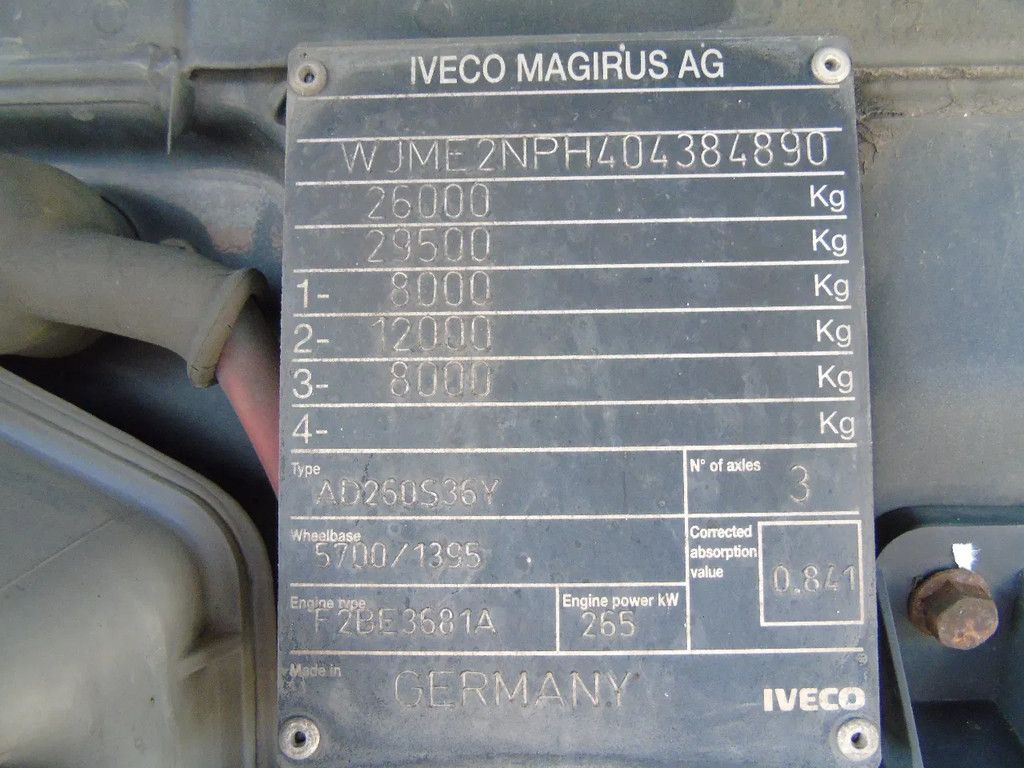 IVECO MAGIRUS AG
WJME2NPH404384890
26000 Kg
29500 Kg
1- 8000 Kg
2- 12000 Kg
3- 8000 Kg
4- Kg
Type
AD260S36Y
N° of axles
3
Wheelbase
5700/1395
Corrected
absorption
value
0.841
Engine type
F2BE3681A
Engine power kW
265
Made in
GERMANY
IVECO